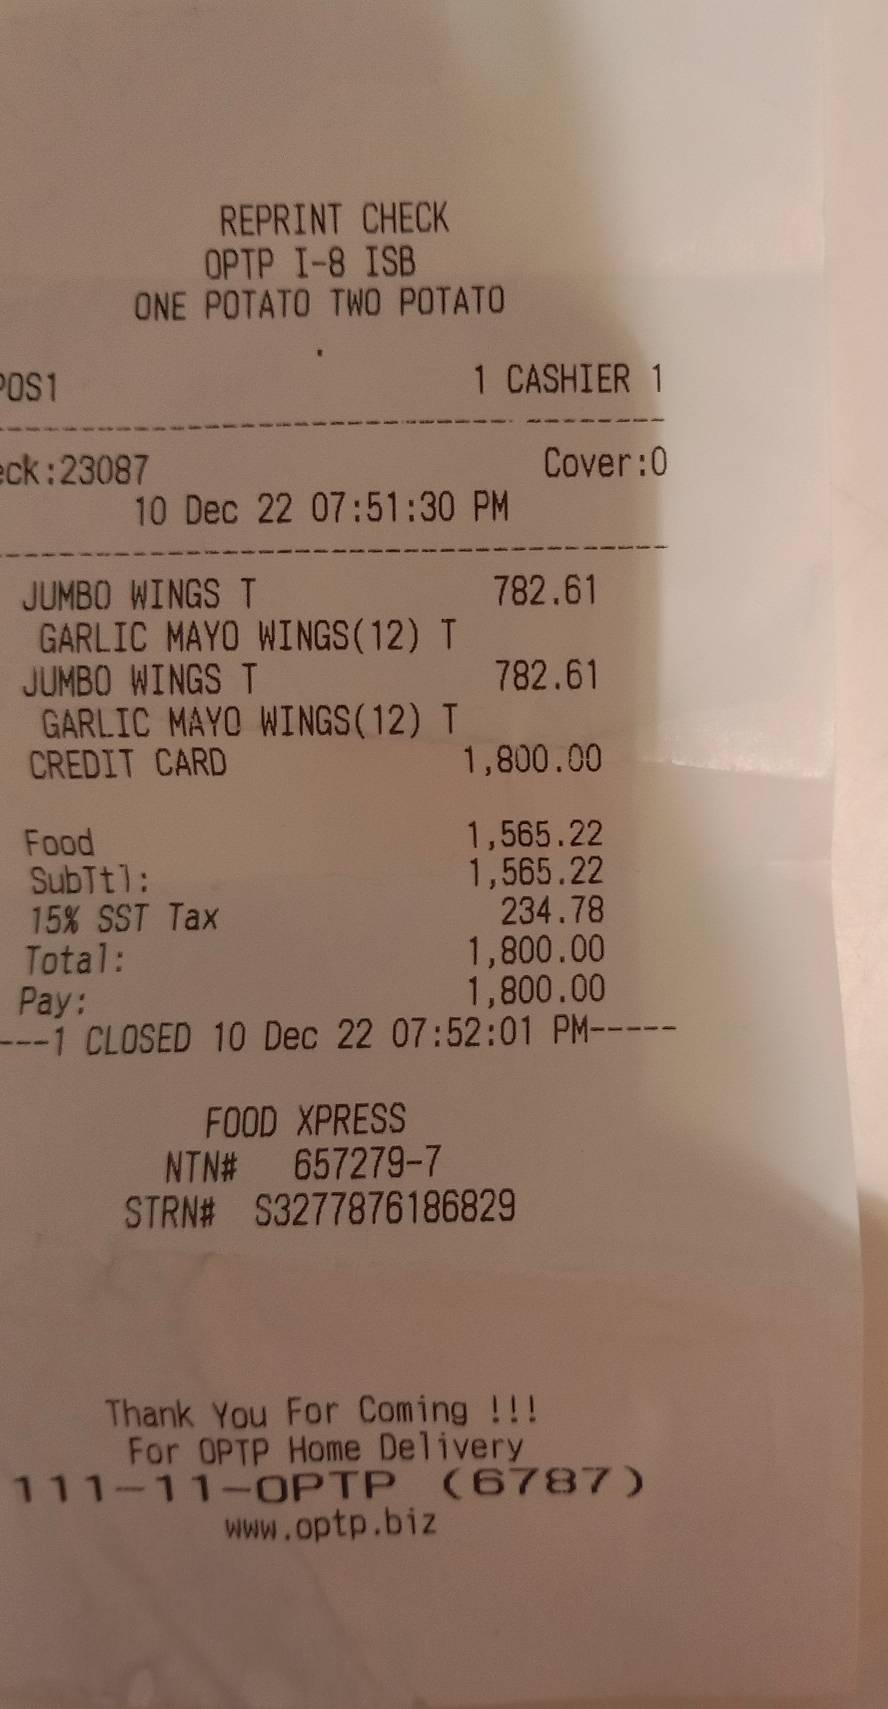 REPRINT CHECK
OPTP I-8 ISB
ONE POTATO TWO POTATO
POS1 1 CASHIER 1
eck:23087 Cover:0
10 Dec 22 07:51:30 PM
JUMBO WINGS T 782.61
GARLIC MAYO WINGS(12) T
JUMBO WINGS T 782.61
GARLIC MAYO WINGS(12) T
CREDIT CARD 1,800.00
Food 1,565.22
SubTtl: 1,565.22
15% SST Tax 234.78
Total: 1,800.00
Pay: 1,800.00
---1 CLOSED 10 Dec 22 07:52:01 PM-----
FOOD XPRESS
NTN# 657279-7
STRN# S3277876186829
Thank You For Coming !!!
For OPTP Home Delivery
111-11-OPTP (6787)
www.optp.biz